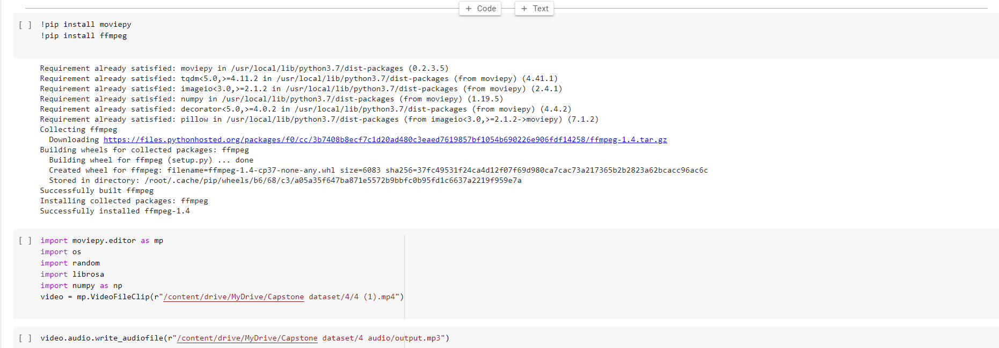 + Code + Text
[ ] !pip install moviepy
!pip install ffmpeg
Requirement already satisfied: moviepy in /usr/local/lib/python3.7/dist-packages (0.2.3.5)
Requirement already satisfied: tqdm<5.0,>=4.11.2 in /usr/local/lib/python3.7/dist-packages (from moviepy) (4.41.1)
Requirement already satisfied: imageio<3.0,>=2.1.2 in /usr/local/lib/python3.7/dist-packages (from moviepy) (2.4.1)
Requirement already satisfied: numpy in /usr/local/lib/python3.7/dist-packages (from moviepy) (1.19.5)
Requirement already satisfied: decorator<5.0,>=4.0.2 in /usr/local/lib/python3.7/dist-packages (from moviepy) (4.4.2)
Requirement already satisfied: pillow in /usr/local/lib/python3.7/dist-packages (from imageio<3.0,>=2.1.2->moviepy) (7.1.2)
Collecting ffmpeg
Downloading https://files.pythonhosted.org/packages/f0/cc/3b7408b8ecf7c1d20ad480c3eaed7619857bf1054b690226e906fdf14258/ffmpeg-1.4.tar.gz
Building wheels for collected packages: ffmpeg
Building wheel for ffmpeg (setup.py) ... done
Created wheel for ffmpeg: filename=ffmpeg-1.4-cp37-none-any.whl size=6083 sha256=37fc49531f24ca4d12f07f69d980ca7cac73a217365b2b2823a62bcacc96ac6c
Stored in directory: /root/.cache/pip/wheels/b6/68/c3/a05a35f647ba871e5572b9bbfc0b95fd1c6637a2219f959e7a
Successfully built ffmpeg
Installing collected packages: ffmpeg
Successfully installed ffmpeg-1.4
[ ] import moviepy.editor as mp
import os
import random
import librosa
import numpy as np
video = mp.VideoFileClip(r"/content/drive/MyDrive/Capstone dataset/4/4 (1).mp4")
[ ] video.audio.write_audiofile(r"/content/drive/MyDrive/Capstone dataset/4 audio/output.mp3")